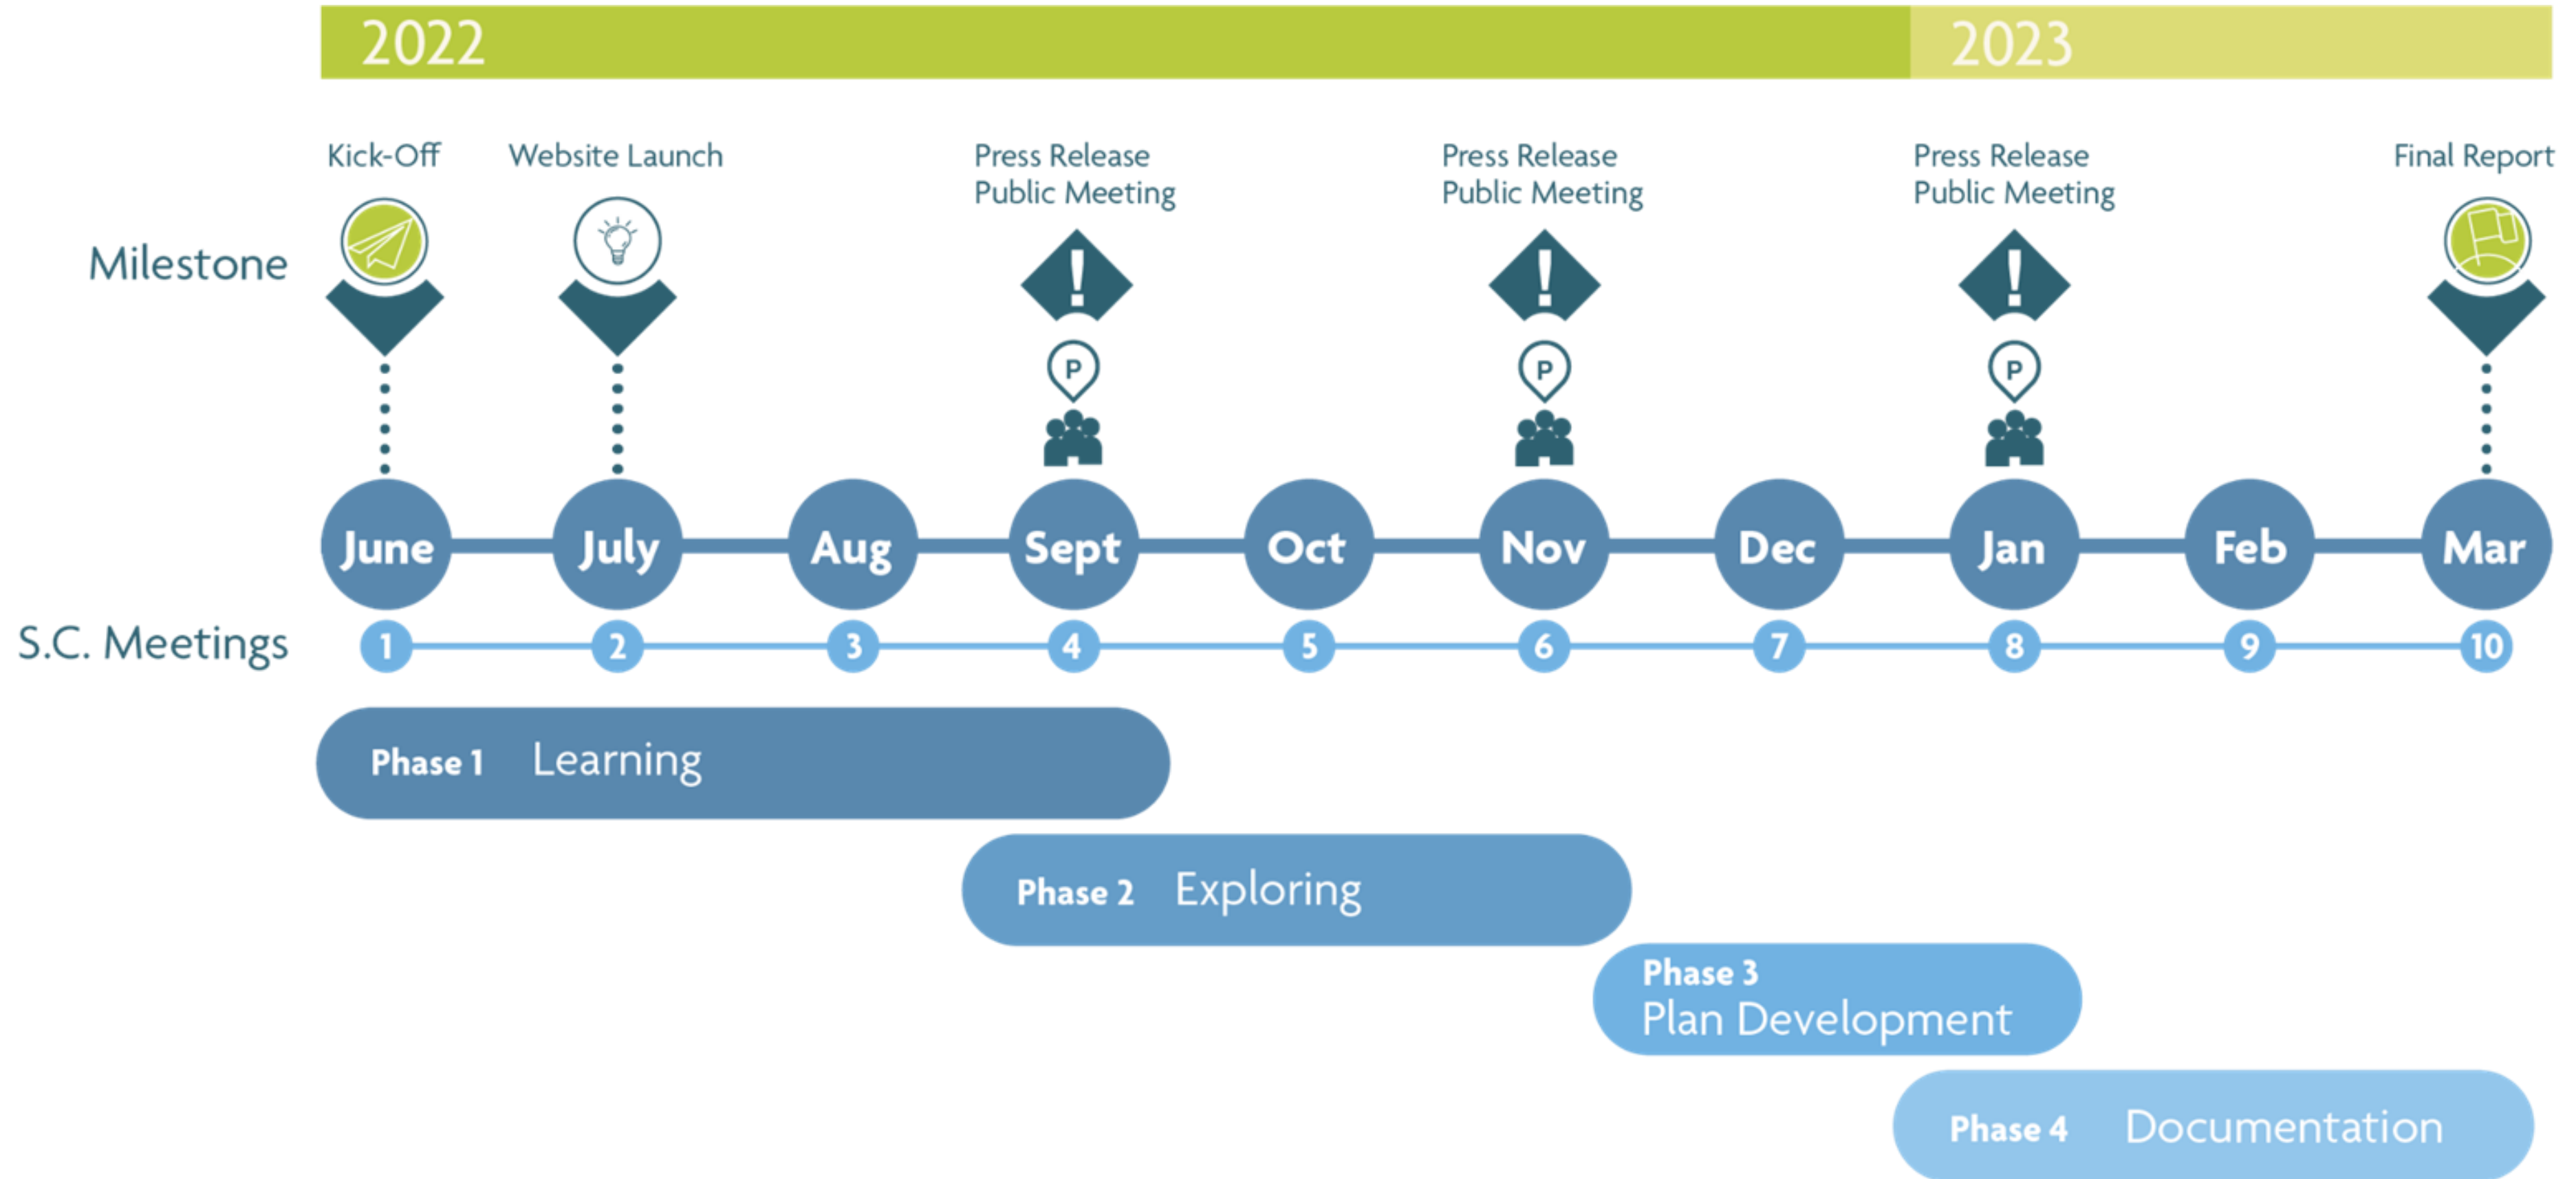 2022 2023
Kick-Off Website Launch Press Release Press Release Press Release Final Report
Public Meeting Public Meeting Public Meeting
Milestone
! ! !
P P P
June July Aug Sept Oct Nov Dec Jan Feb Mar
S.C. Meetings 1 2 3 4 5 6 7 8 9 10
Phase 1 Learning
Phase 2 Exploring
Phase 3
Plan Development
Phase 4 Documentation